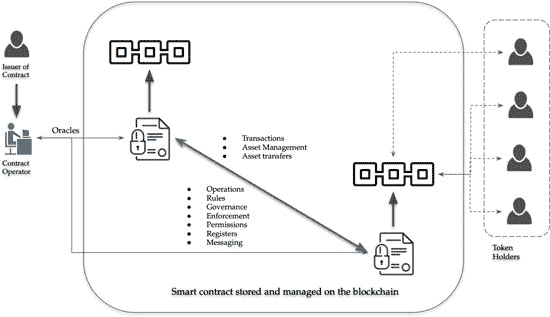 Issuer of
Contract
Oracles
Contract
Operator
Transactions
Asset Management
Asset transfers
Operations
Rules
Governance
Enforcement
Permissions
Registers
Messaging
Token
Holders
Smart contract stored and managed on the blockchain